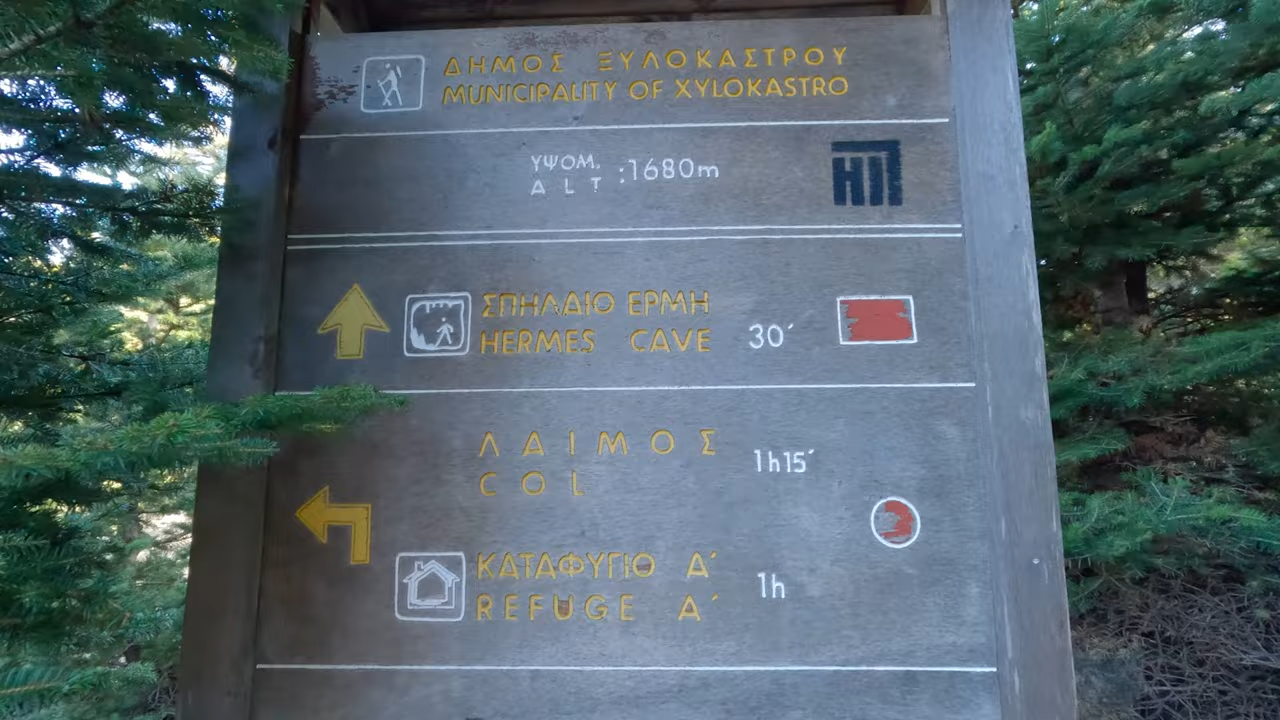 ΔΗΜΟΣ ΞΥΛΟΚΑΣΤΡΟΥ
MUNICIPALITY OF XYLOKASTRO
ΥΨΟΜ.
ALT :1680m
ΗΠ
ΣΠΗΛΑΙΟ ΕΡΜΗ
HERMES CAVE 30΄
ΛΑΙΜΟΣ
COL 1h15΄
ΚΑΤΑΦΥΓΙΟ Α΄
REFUGE A΄ 1h